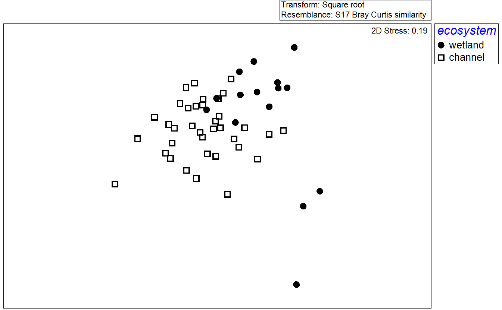 Transform: Square root
Resemblance: S17 Bray Curtis similarity
2D Stress: 0.19
ecosystem
wetland
channel